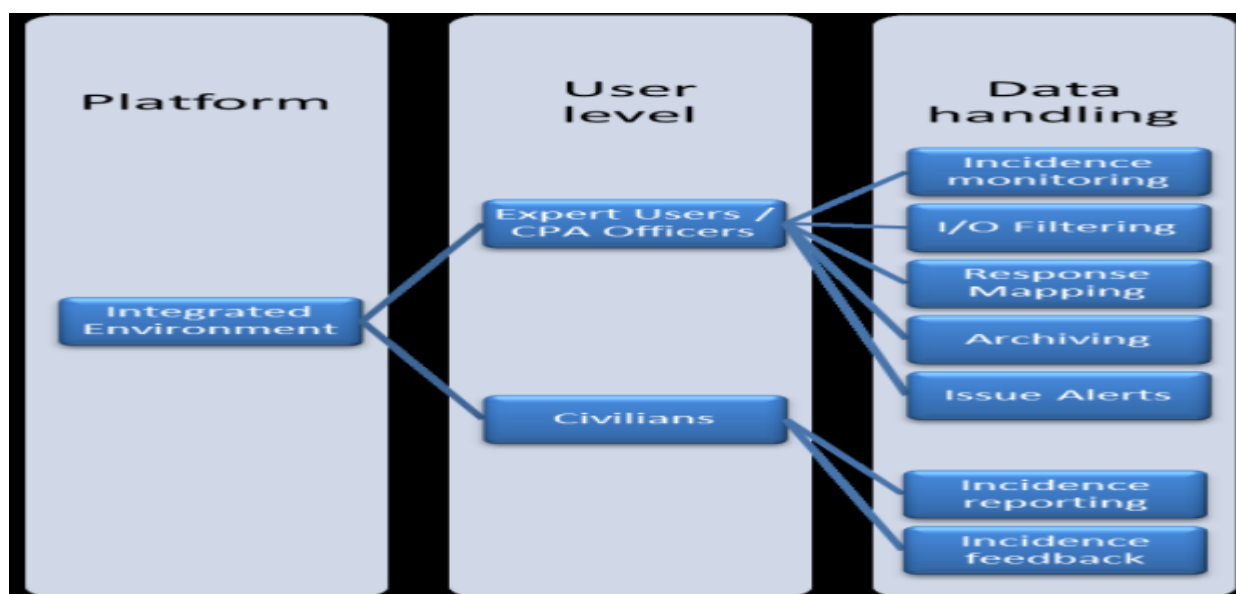 Platform
Integrated
Environment
User
level
Expert Users /
CPA Officers
Civilians
Data
handling
Incidence
monitoring
I/O Filtering
Response
Mapping
Archiving
Issue Alerts
Incidence
reporting
Incidence
feedback